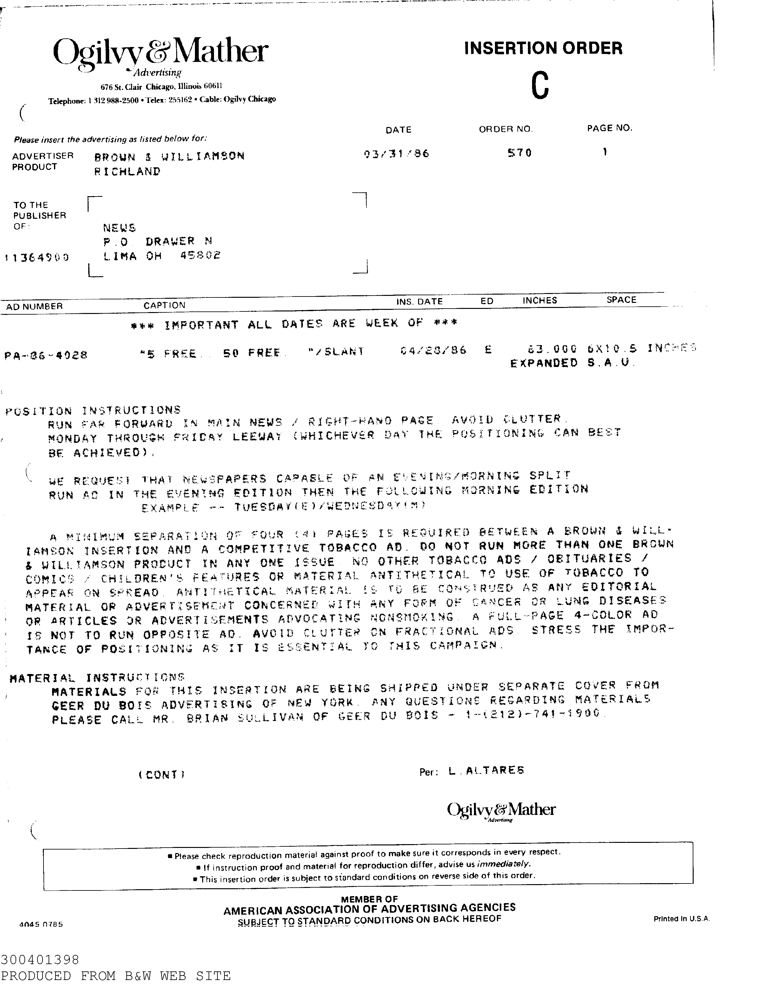 Ogilvy & Mather
Advertising
676 St. Clair Chicago, Illinois 60611
Telephone: 1 312 988-2500 • Telex: 255162 • Cable: Ogilvy Chicago
INSERTION ORDER
C
Please insert the advertising as listed below for:
DATE ORDER NO. PAGE NO.
ADVERTISER BROWN & WILLIAMSON 03/31/86 570 1
PRODUCT RICHLAND
TO THE
PUBLISHER
OF: NEWS
P.O DRAWER N
11364900 LIMA OH 45802
AD NUMBER CAPTION INS. DATE ED INCHES SPACE
*** IMPORTANT ALL DATES ARE WEEK OF ***
PA-86-4028 "5 FREE.. 50 FREE. "/SLANT 04/28/86 E 63.000 6X10.5 INCHES
EXPANDED S.A.U.
POSITION INSTRUCTIONS
RUN FAR FORWARD IN MAIN NEWS / RIGHT-HAND PAGE. AVOID CLUTTER.
MONDAY THROUGH FRIDAY LEEWAY (WHICHEVER DAY THE POSITIONING CAN BEST
BE ACHIEVED).
WE REQUEST THAT NEWSPAPERS CAPABLE OF AN EVENING/MORNING SPLIT
RUN AD IN THE EVENING EDITION THEN THE FOLLOWING MORNING EDITION
EXAMPLE -- TUESDAY(E)/WEDNESDAY(M)
A MINIMUM SEPARATION OF FOUR (4) PAGES IS REQUIRED BETWEEN A BROWN & WILL-
IAMSON INSERTION AND A COMPETITIVE TOBACCO AD. DO NOT RUN MORE THAN ONE BROWN
& WILLIAMSON PRODUCT IN ANY ONE ISSUE. NO OTHER TOBACCO ADS / OBITUARIES /
COMICS / CHILDREN'S FEATURES OR MATERIAL ANTITHETICAL TO USE OF TOBACCO TO
APPEAR ON SPREAD. ANTITHETICAL MATERIAL IS TO BE CONSTRUED AS ANY EDITORIAL
MATERIAL OR ADVERTISEMENT CONCERNED WITH ANY FORM OF CANCER OR LUNG DISEASES
OR ARTICLES OR ADVERTISEMENTS ADVOCATING NONSMOKING. A FULL-PAGE 4-COLOR AD
IS NOT TO RUN OPPOSITE AD. AVOID CLUTTER ON FRACTIONAL ADS. STRESS THE IMPOR-
TANCE OF POSITIONING AS IT IS ESSENTIAL TO THIS CAMPAIGN.
MATERIAL INSTRUCTIONS
MATERIALS FOR THIS INSERTION ARE BEING SHIPPED UNDER SEPARATE COVER FROM
GEER DU BOIS ADVERTISING OF NEW YORK. ANY QUESTIONS REGARDING MATERIALS
PLEASE CALL MR. BRIAN SULLIVAN OF GEER DU BOIS - 1-(212)-741-1900.
(CONT) Per: L.ALTARES
Ogilvy & Mather
Advertising
■ Please check reproduction material against proof to make sure it corresponds in every respect.
■ If instruction proof and material for reproduction differ, advise us immediately.
■ This insertion order is subject to standard conditions on reverse side of this order.
MEMBER OF
AMERICAN ASSOCIATION OF ADVERTISING AGENCIES
4045 0785 SUBJECT TO STANDARD CONDITIONS ON BACK HEREOF Printed in U.S.A.
300401398
PRODUCED FROM B&W WEB SITE